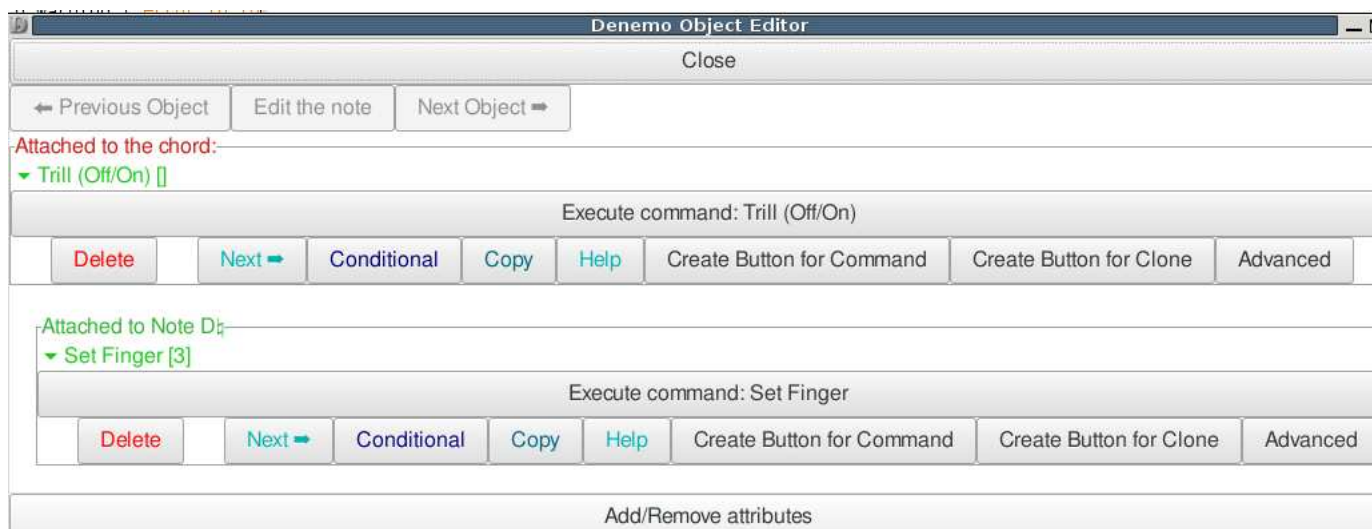 Denemo Object Editor
Close
⬅ Previous Object Edit the note Next Object ➡
Attached to the chord:
Trill (Off/On) []
Execute command: Trill (Off/On)
Delete Next ➡ Conditional Copy Help Create Button for Command Create Button for Clone Advanced
Attached to Note D♮
Set Finger [3]
Execute command: Set Finger
Delete Next ➡ Conditional Copy Help Create Button for Command Create Button for Clone Advanced
Add/Remove attributes